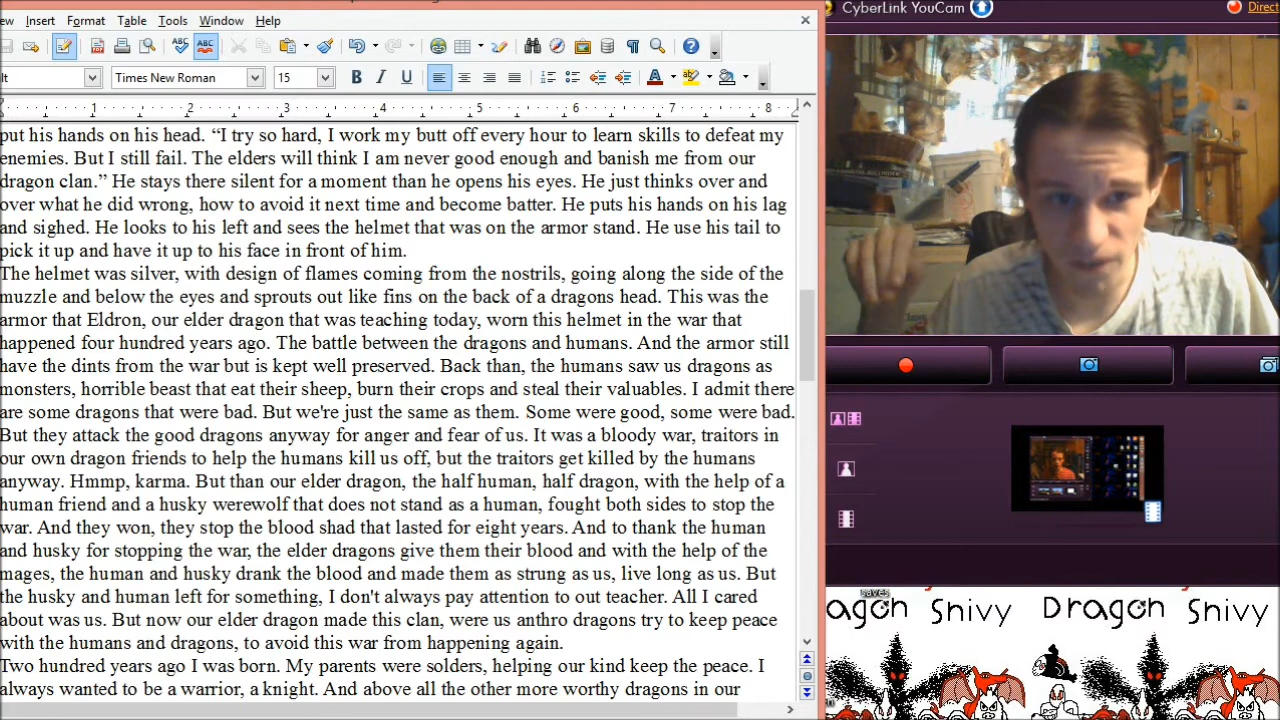 ew Insert Format Table Tools Window Help
CyberLink YouCam
Direct
lt Times New Roman 15
1 2 3 4 5 6 7 8
put his hands on his head. “I try so hard, I work my butt off every hour to learn skills to defeat my
enemies. But I still fail. The elders will think I am never good enough and banish me from our
dragon clan.” He stays there silent for a moment than he opens his eyes. He just thinks over and
over what he did wrong, how to avoid it next time and become batter. He puts his hands on his lag
and sighed. He looks to his left and sees the helmet that was on the armor stand. He use his tail to
pick it up and have it up to his face in front of him.
The helmet was silver, with design of flames coming from the nostrils, going along the side of the
muzzle and below the eyes and sprouts out like fins on the back of a dragons head. This was the
armor that Eldron, our elder dragon that was teaching today, worn this helmet in the war that
happened four hundred years ago. The battle between the dragons and humans. And the armor still
have the dints from the war but is kept well preserved. Back than, the humans saw us dragons as
monsters, horrible beast that eat their sheep, burn their crops and steal their valuables. I admit there
are some dragons that were bad. But we're just the same as them. Some were good, some were bad.
But they attack the good dragons anyway for anger and fear of us. It was a bloody war, traitors in
our own dragon friends to help the humans kill us off, but the traitors get killed by the humans
anyway. Hmmp, karma. But than our elder dragon, the half human, half dragon, with the help of a
human friend and a husky werewolf that does not stand as a human, fought both sides to stop the
war. And they won, they stop the blood shad that lasted for eight years. And to thank the human
and husky for stopping the war, the elder dragons give them their blood and with the help of the
mages, the human and husky drank the blood and made them as strung as us, live long as us. But
the husky and human left for something, I don't always pay attention to out teacher. All I cared
about was us. But now our elder dragon made this clan, were us anthro dragons try to keep peace
with the humans and dragons, to avoid this war from happening again.
Two hundred years ago I was born. My parents were solders, helping our kind keep the peace. I
always wanted to be a warrior, a knight. And above all the other more worthy dragons in our
saves
ragon Shivy Dragon Shivy